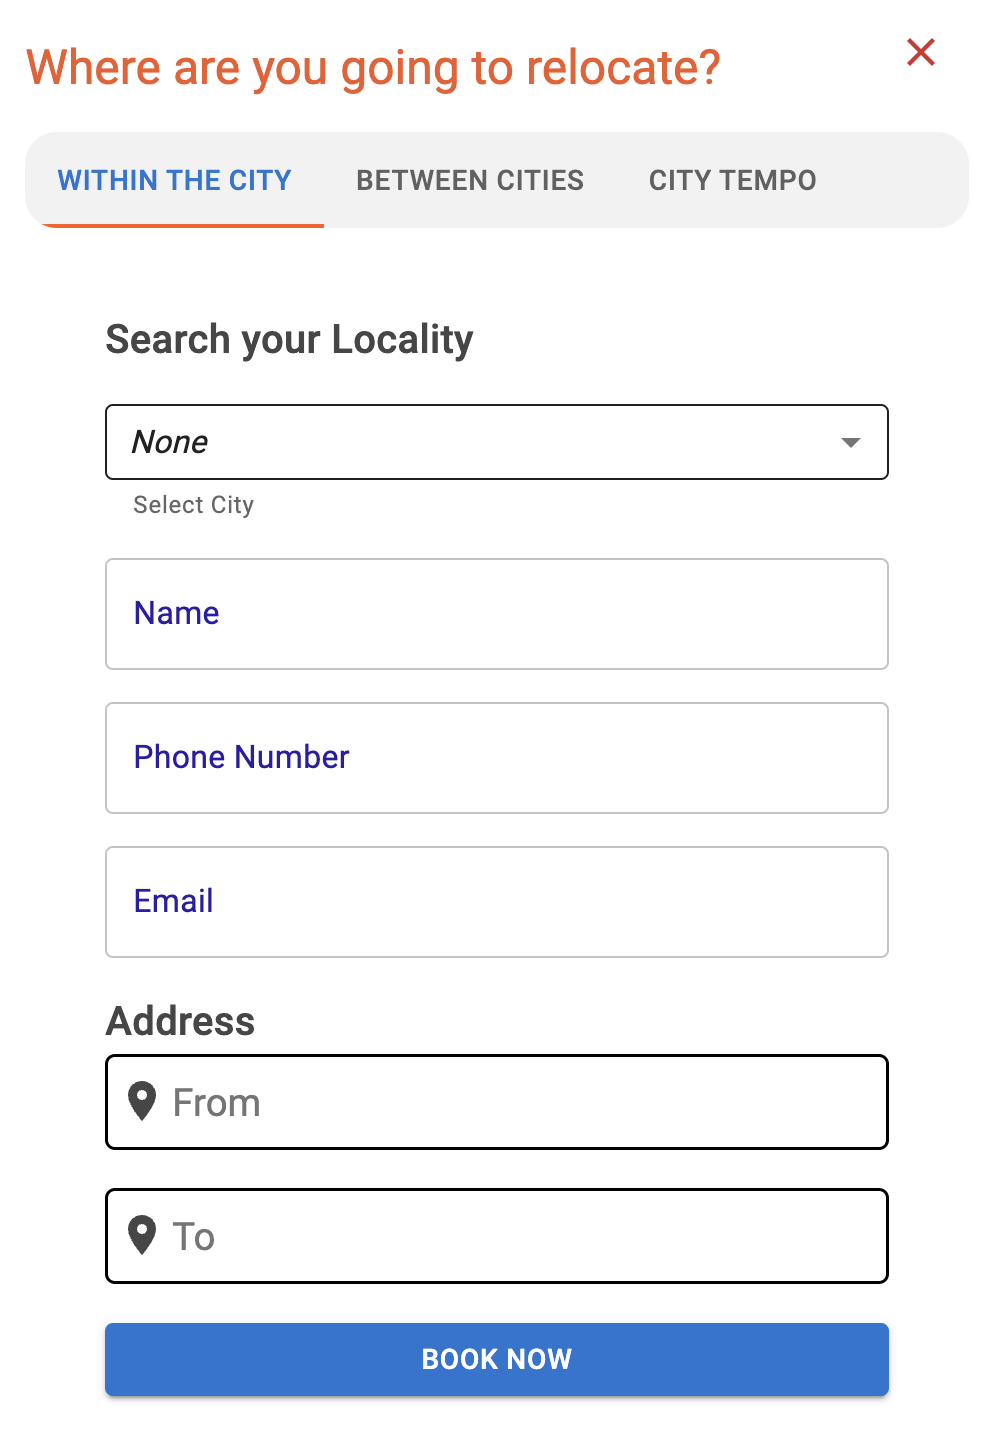 Where are you going to relocate?
WITHIN THE CITY BETWEEN CITIES CITY TEMPO
Search your Locality
None
Select City
Name
Phone Number
Email
Address
From
To
BOOK NOW